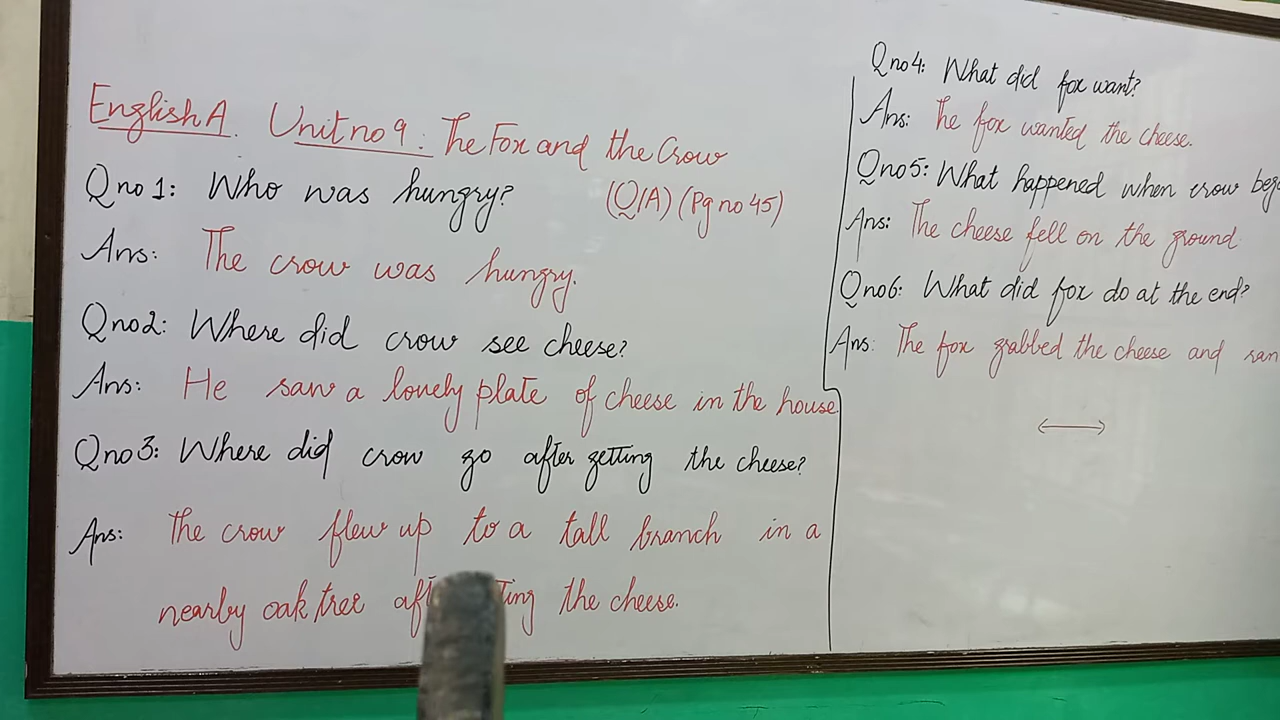 English A. Unit no 9: The Fox and the Crow
Q no 1: Who was hungry? (Q/A) (Pg no 45)
Ans: The crow was hungry.
Q no 2: Where did crow see cheese?
Ans: He saw a lovely plate of cheese in the house.
Q no 3: Where did crow go after getting the cheese?
Ans: The crow flew up to a tall branch in a
nearby oak tree the cheese.
Q no 4: What did fox want?
Ans: The fox wanted the cheese.
Q no 5: What happened when crow
Ans: The cheese fell on the ground.
Q no 6: What did fox do at the end?
Ans: The fox grabbed the cheese and ran